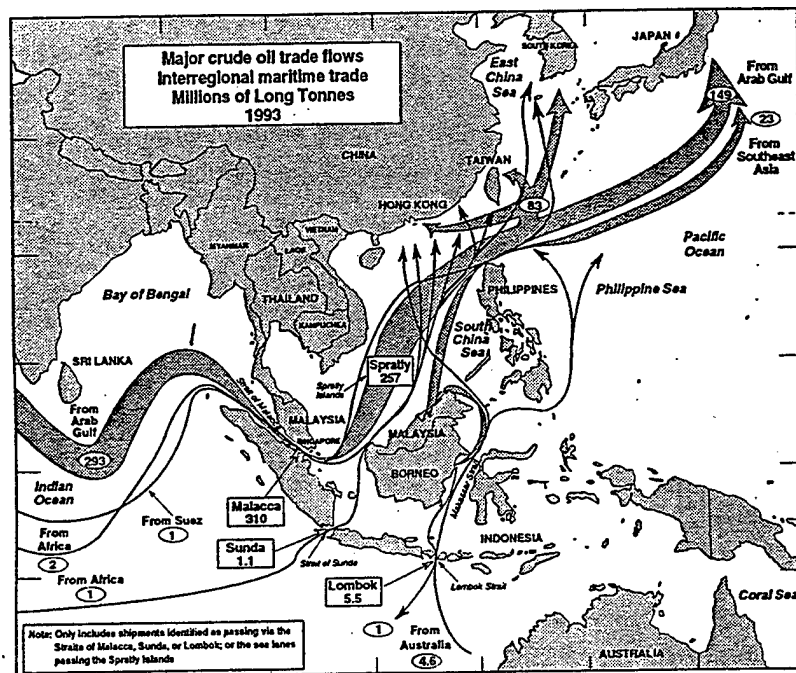 Major crude oil trade flows
Interregional maritime trade
Millions of Long Tonnes
1993
SOUTH KOREA
JAPAN
East
China
Sea
From
Arab Gulf
149
23
From
Southeast
Asia
CHINA
TAIWAN
HONG KONG
83
Pacific
Ocean
MYANMAR
VIETNAM
LAOS
THAILAND
KAMPUCHEA
Bay of Bengal
PHILIPPINES
Philippine Sea
South
China
Sea
SRI LANKA
Spratly
257
Spratly
Islands
Strait of Malacca
From
Arab
Gulf
293
MALAYSIA
SINGAPORE
MALAYSIA
BORNEO
Makassar Strait
Indian
Ocean
Malacca
310
From Suez
1
INDONESIA
From
Africa
2
Sunda
1.1
Strait of Sunda
From Africa
1
Lombok
5.5
Lombok Strait
Coral Sea
1
From
Australia
4.6
AUSTRALIA
Note: Only includes shipments identified as passing via the
Straits of Malacca, Sunda, or Lombok; or the sea lanes
passing the Spratly Islands